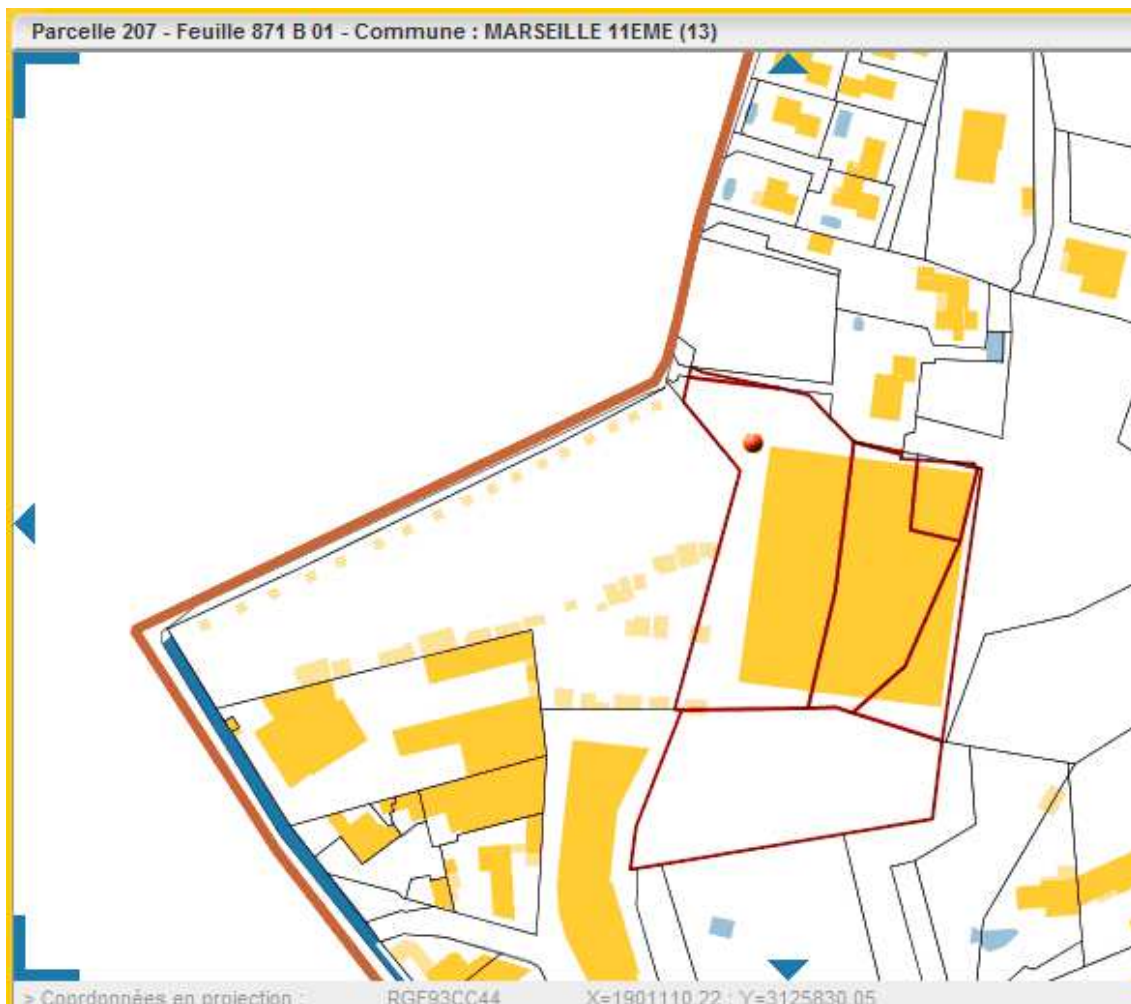 Parcelle 207 - Feuille 871 B 01 - Commune : MARSEILLE 11EME (13)
> Coordonnées en projection : RGF93CC44 X=1901110.22 ; Y=3125830.05